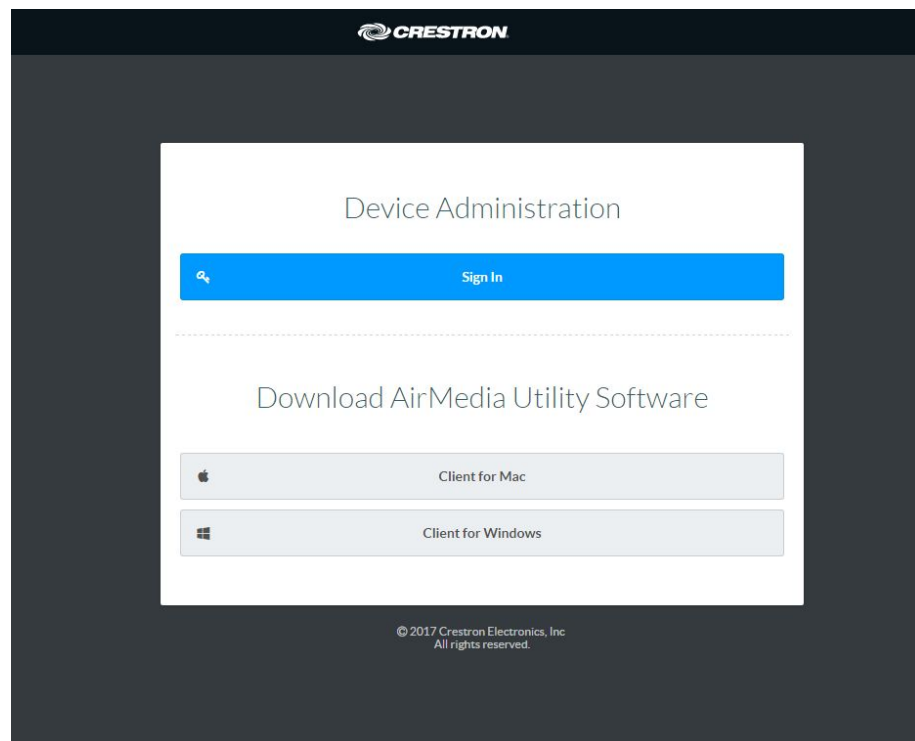 CRESTRON
Device Administration
Sign In
Download AirMedia Utility Software
Client for Mac
Client for Windows
© 2017 Crestron Electronics, Inc
All rights reserved.